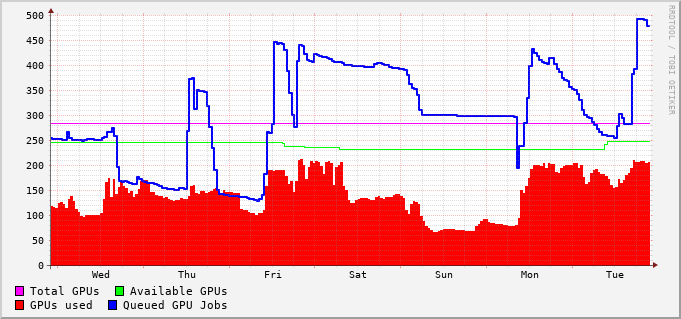 500
450
400
350
300
250
200
150
100
50
0
Wed Thu Fri Sat Sun Mon Tue
Total GPUs Available GPUs
GPUs used Queued GPU Jobs
RRDTOOL / TOBI OETIKER